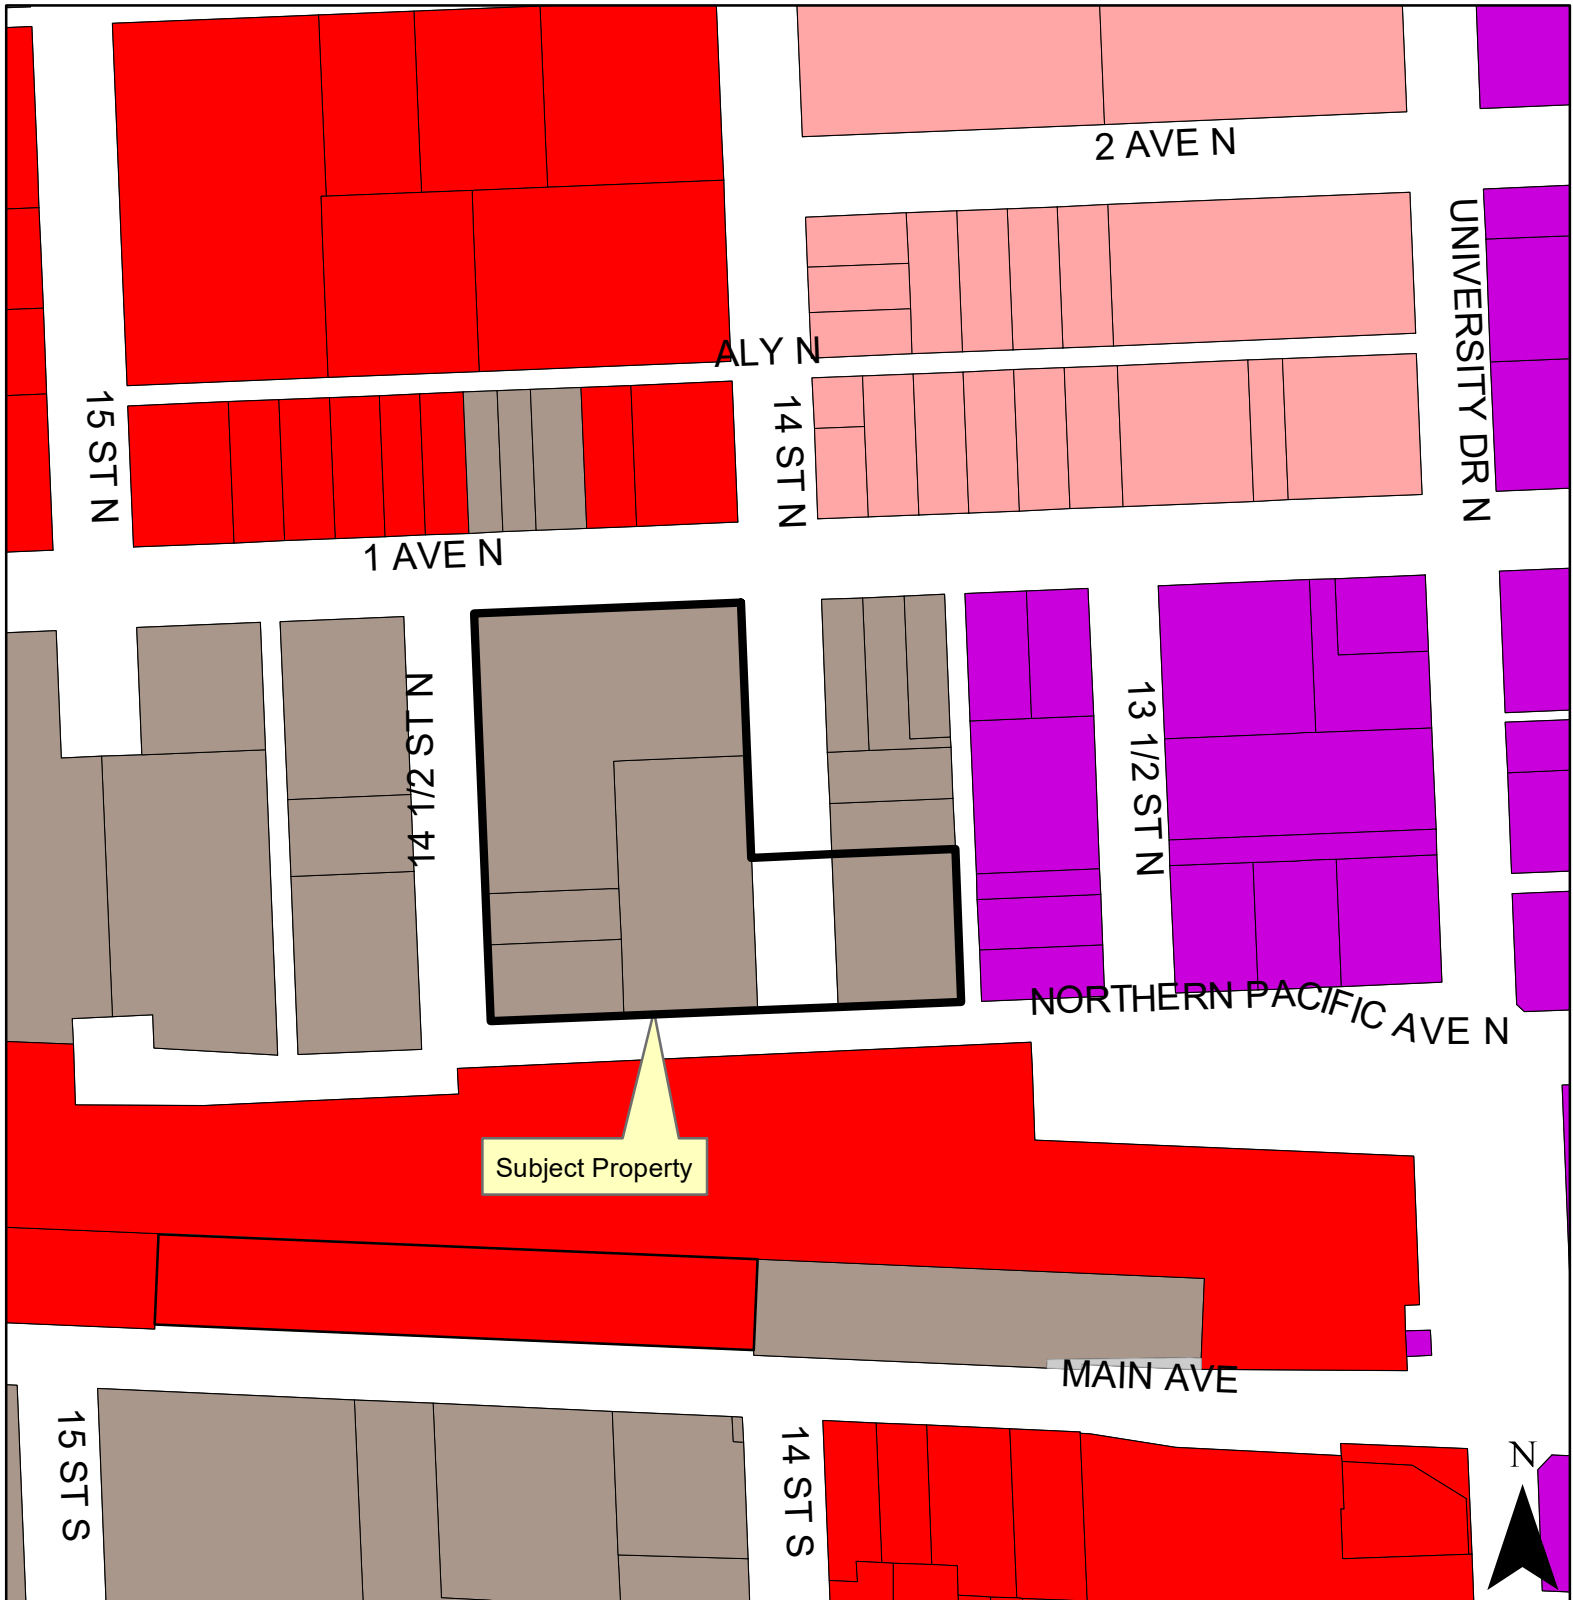 2 AVE N
UNIVERSITY DR N
ALY N
15 ST N
14 ST N
1 AVE N
14 1/2 ST N
13 1/2 ST N
NORTHERN PACIFIC AVE N
Subject Property
MAIN AVE
15 ST S
14 ST S
N